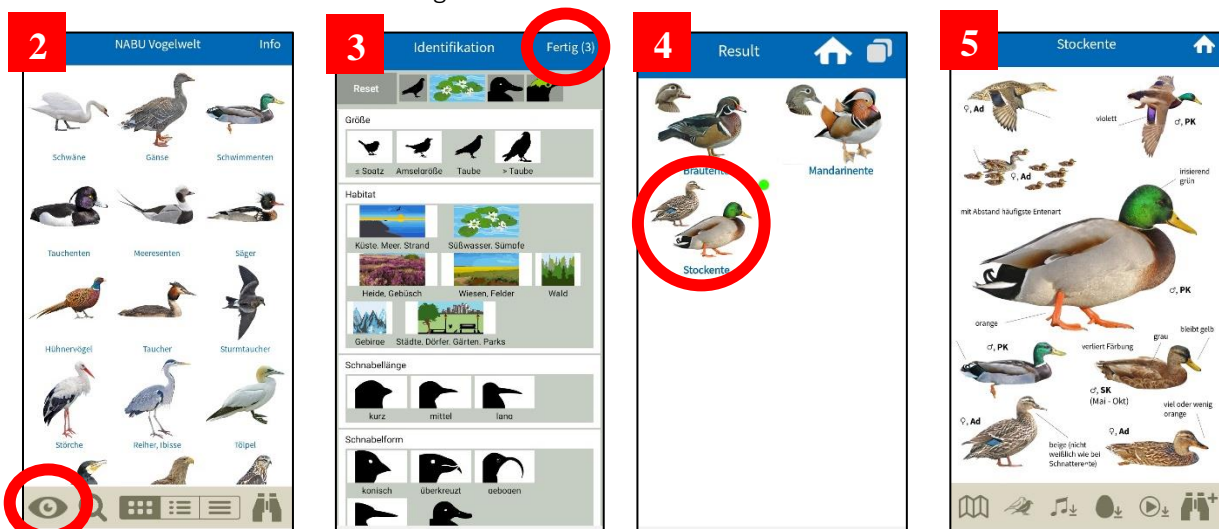 2
NABU Vogelwelt Info
Schwäne Gänse Schwimmenten
Tauchenten Meeresenten Säger
Hühnervögel Taucher Sturmtaucher
Störche Reiher, Ibisse Tölpel
3
Identifikation Fertig (3)
Reset
Größe
≤ Spatz Amselgröße Taube > Taube
Habitat
Küste, Meer, Strand Süßwasser, Sümpfe
Heide, Gebüsch Wiesen, Felder Wald
Gebirge Städte, Dörfer, Gärten, Parks
Schnabellänge
kurz mittel lang
Schnabelform
konisch überkreuzt gebogen
4
Result
Brautente Mandarinente
Stockente
5
Stockente
♀, Ad
violett
♂, PK
♀, Ad
irisierend
grün
mit Abstand häufigste Entenart
♂, PK
orange
grau
bleibt gelb
♂, PK
verliert Färbung
♂, SK
(Mai - Okt)
viel oder wenig
orange
♀, Ad
♀, Ad
beige (nicht
weißlich wie bei
Schnatterente)